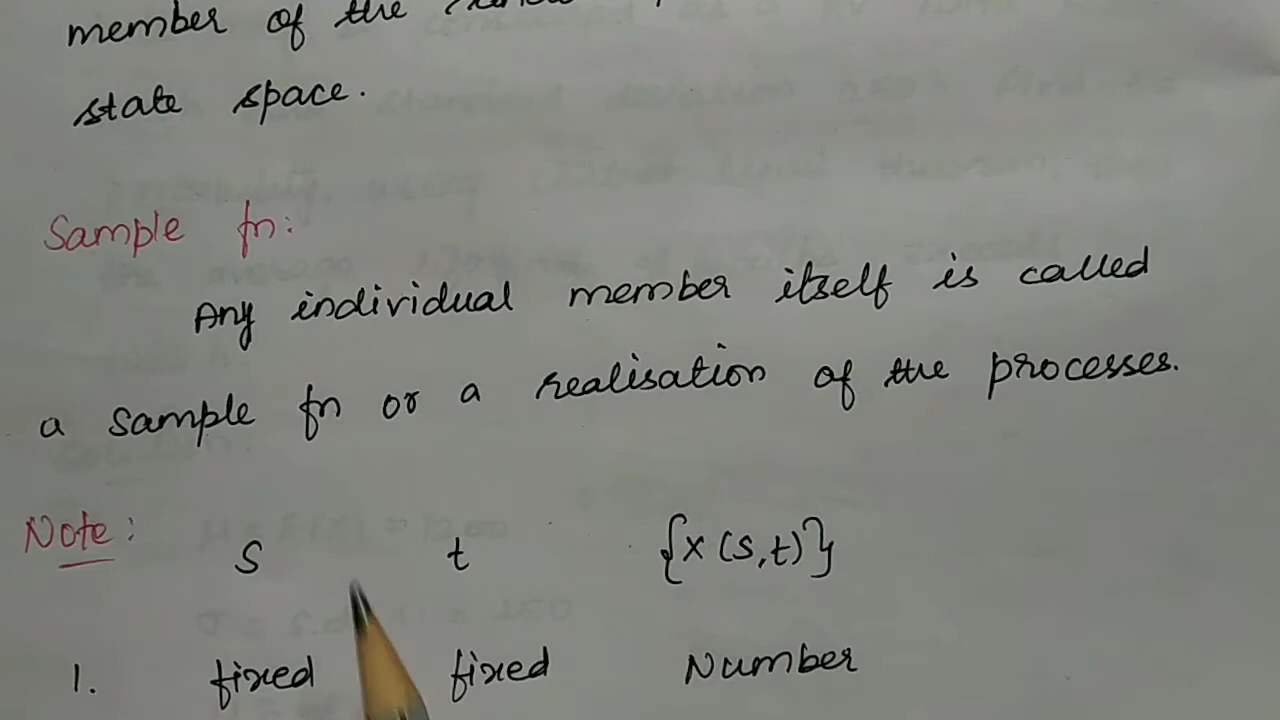 member of the
state space.
Sample fn:
Any individual member itself is called
a sample fn or a realisation of the processes.
Note:
S t {X(s,t)}
1. fixed fixed Number